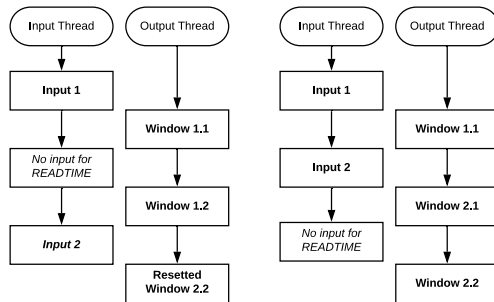 Input Thread
Output Thread
Input 1
Window 1.1
No input for
READTIME
Window 1.2
Input 2
Resetted
Window 2.2
Input Thread
Output Thread
Input 1
Window 1.1
Input 2
Window 2.1
No input for
READTIME
Window 2.2